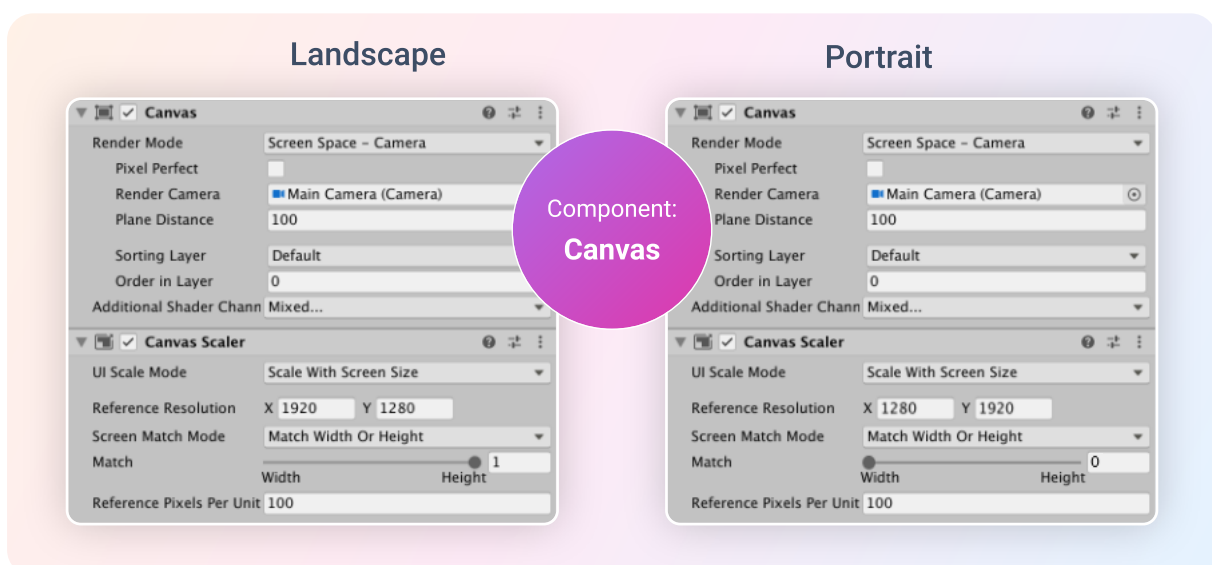 Landscape
Canvas
Render Mode Screen Space - Camera
Pixel Perfect
Render Camera Main Camera (Camera)
Plane Distance 100
Sorting Layer Default
Order in Layer 0
Additional Shader Chann Mixed...
Canvas Scaler
UI Scale Mode Scale With Screen Size
Reference Resolution X 1920 Y 1280
Screen Match Mode Match Width Or Height
Match 1
Width Height
Reference Pixels Per Unit 100
Component:
Canvas
Portrait
Canvas
Render Mode Screen Space - Camera
Pixel Perfect
Render Camera Main Camera (Camera)
Plane Distance 100
Sorting Layer Default
Order in Layer 0
Additional Shader Chann Mixed...
Canvas Scaler
UI Scale Mode Scale With Screen Size
Reference Resolution X 1280 Y 1920
Screen Match Mode Match Width Or Height
Match 0
Width Height
Reference Pixels Per Unit 100